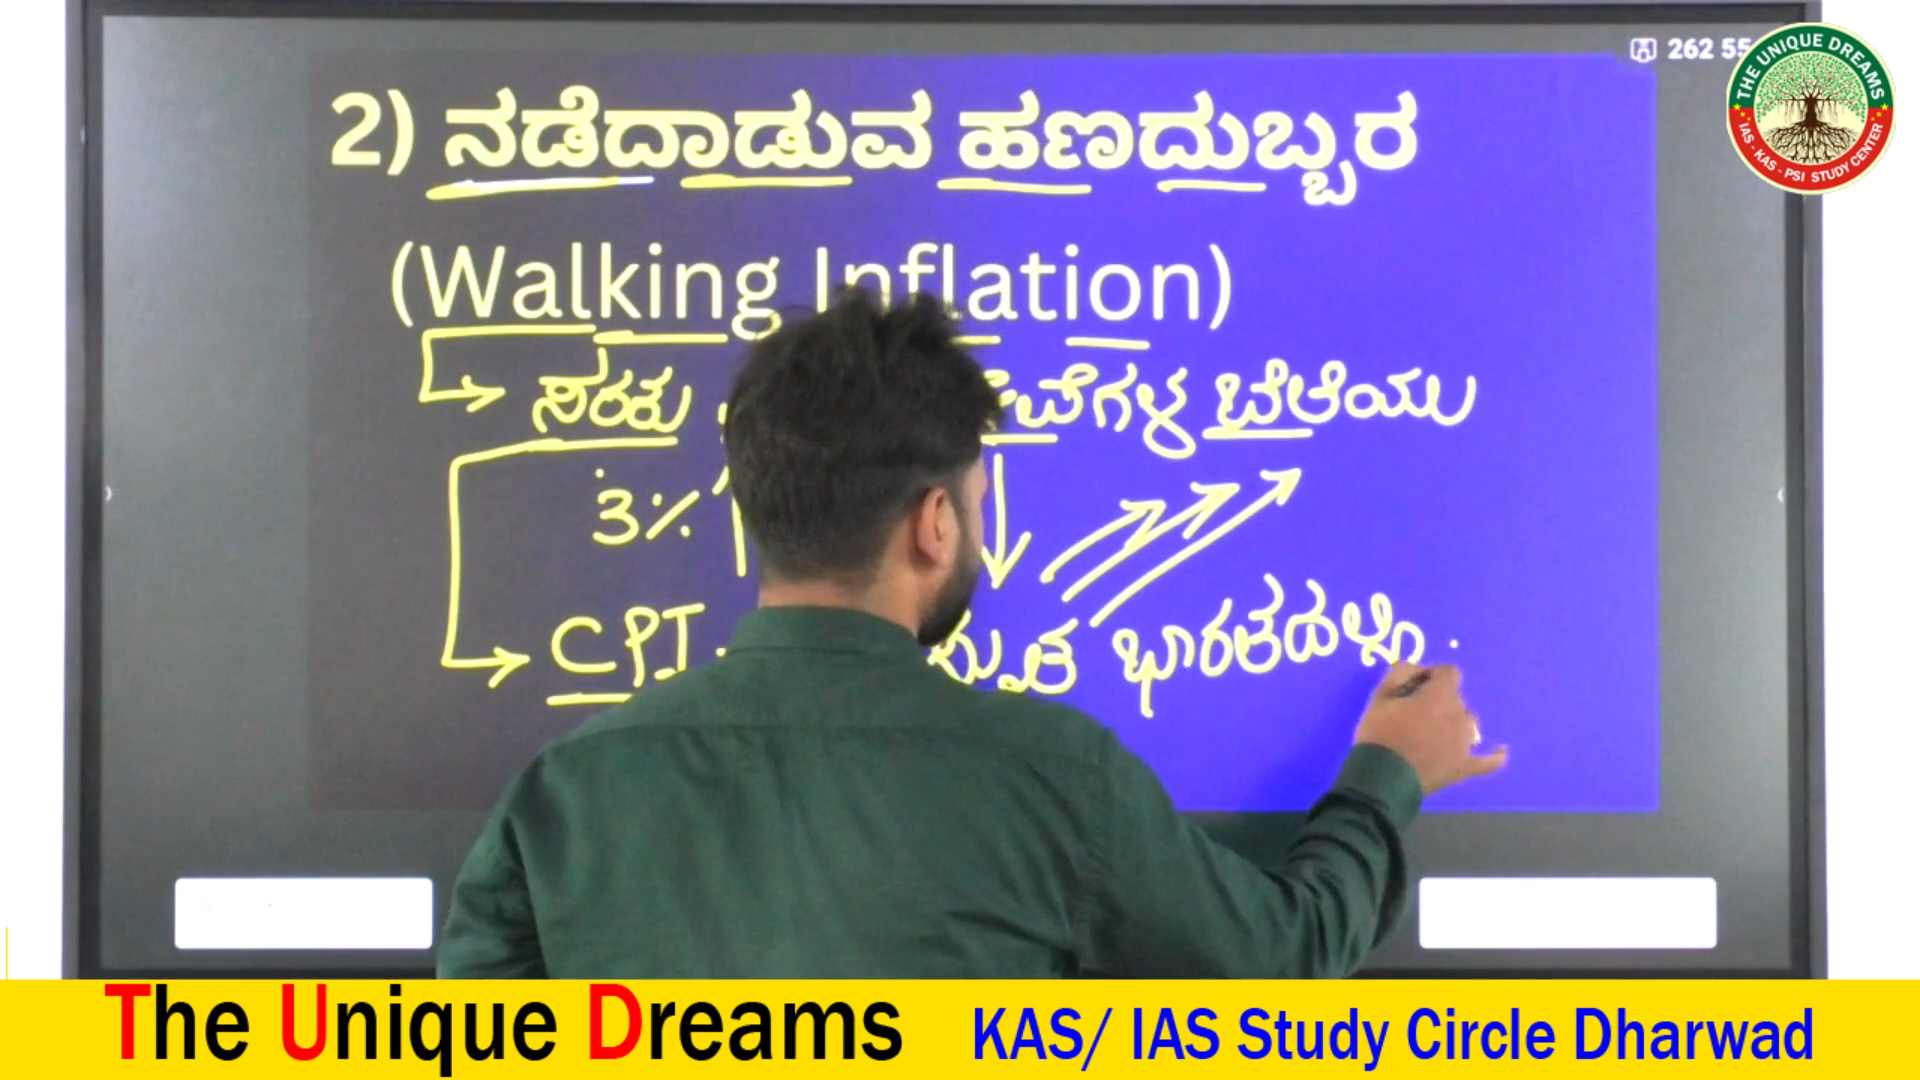 262 55
THE UNIQUE DREAMS
IAS - KAS - PSI STUDY CENTER
2) ನಡೆದಾಡುವ ಹಣದುಬ್ಬರ
(Walking Inflation)
ಸರಕು ಸೇವೆಗಳ ಬೆಲೆಯು
3%
CPI ಭಾರತದಲ್ಲಿ
The Unique Dreams KAS/ IAS Study Circle Dharwad